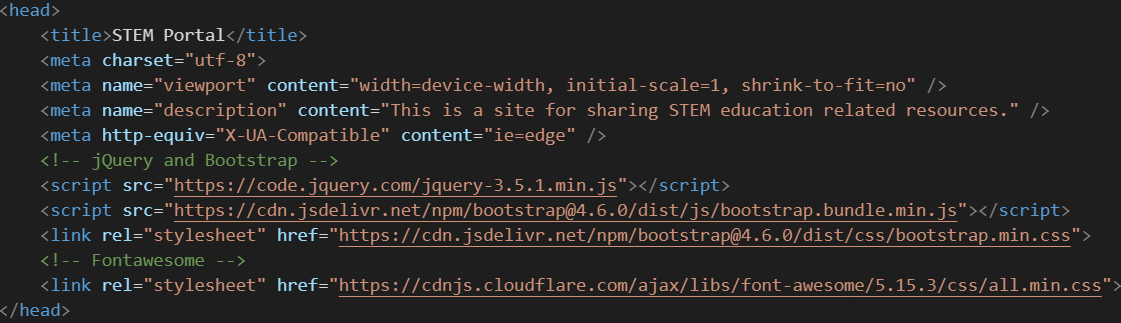 <head>
    <title>STEM Portal</title>
    <meta charset="utf-8">
    <meta name="viewport" content="width=device-width, initial-scale=1, shrink-to-fit=no" />
    <meta name="description" content="This is a site for sharing STEM education related resources." />
    <meta http-equiv="X-UA-Compatible" content="ie=edge" />
    <!-- jQuery and Bootstrap -->
    <script src="https://code.jquery.com/jquery-3.5.1.min.js"></script>
    <script src="https://cdn.jsdelivr.net/npm/bootstrap@4.6.0/dist/js/bootstrap.bundle.min.js"></script>
    <link rel="stylesheet" href="https://cdn.jsdelivr.net/npm/bootstrap@4.6.0/dist/css/bootstrap.min.css">
    <!-- Fontawesome -->
    <link rel="stylesheet" href="https://cdnjs.cloudflare.com/ajax/libs/font-awesome/5.15.3/css/all.min.css">
</head>